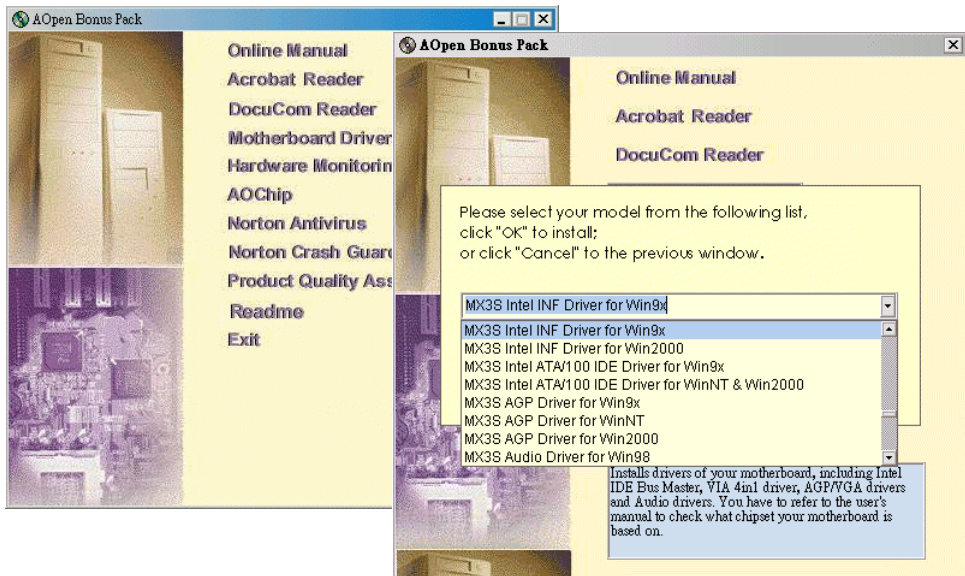 AOpen Bonus Pack
Online Manual
Acrobat Reader
DocuCom Reader
Motherboard Driver
Hardware Monitorin
AOChip
Norton Antivirus
Norton Crash Guar
Product Quality Ass
Readme
Exit
AOpen Bonus Pack
Online Manual
Acrobat Reader
DocuCom Reader
Please select your model from the following list,
click "OK" to install;
or click "Cancel" to the previous window.
MX3S Intel INF Driver for Win9x
MX3S Intel INF Driver for Win9x
MX3S Intel INF Driver for Win2000
MX3S Intel ATA/100 IDE Driver for Win9x
MX3S Intel ATA/100 IDE Driver for WinNT & Win2000
MX3S AGP Driver for Win9x
MX3S AGP Driver for WinNT
MX3S AGP Driver for Win2000
MX3S Audio Driver for Win98
Installs drivers of your motherboard, including Intel
IDE Bus Master, VIA 4in1 driver, AGP/VGA drivers
and Audio drivers. You have to refer to the user's
manual to check what chipset your motherboard is
based on.